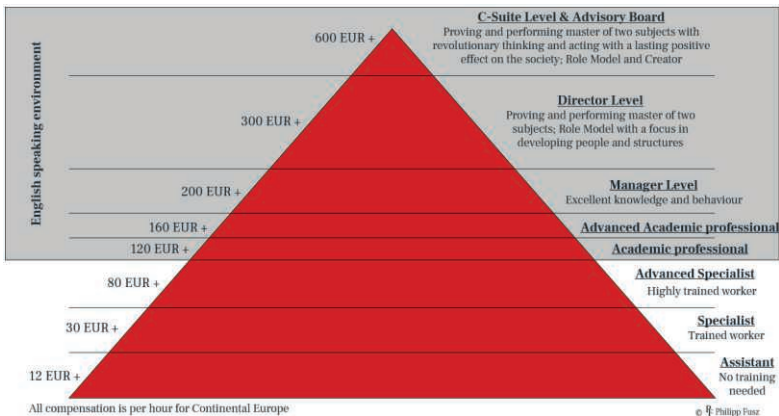 C-Suite Level & Advisory Board
600 EUR +
Proving and performing master of two subjects with
revolutionary thinking and acting with a lasting positive
effect on the society; Role Model and Creator
English speaking environment
Director Level
300 EUR +
Proving and performing master of two
subjects; Role Model with a focus in
developing people and structures
200 EUR +
Manager Level
Excellent knowledge and behaviour
160 EUR +
Advanced Academic professional
120 EUR +
Academic professional
80 EUR +
Advanced Specialist
Highly trained worker
30 EUR +
Specialist
Trained worker
12 EUR +
Assistant
No training
needed
All compensation is per hour for Continental Europe
© Philipp Fusz